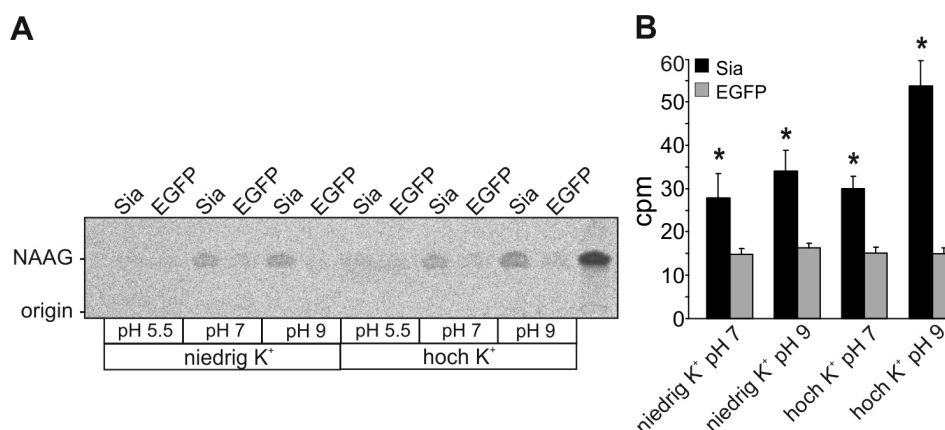 A
Sia EGFP Sia EGFP Sia EGFP Sia EGFP Sia EGFP Sia EGFP
NAAG
origin
pH 5.5 pH 7 pH 9 pH 5.5 pH 7 pH 9
niedrig K⁺ hoch K⁺
B
Sia
EGFP
*
*
*
*
cpm
60
50
40
30
20
15
10
0
niedrig K⁺ pH 7
niedrig K⁺ pH 9
hoch K⁺ pH 7
hoch K⁺ pH 9